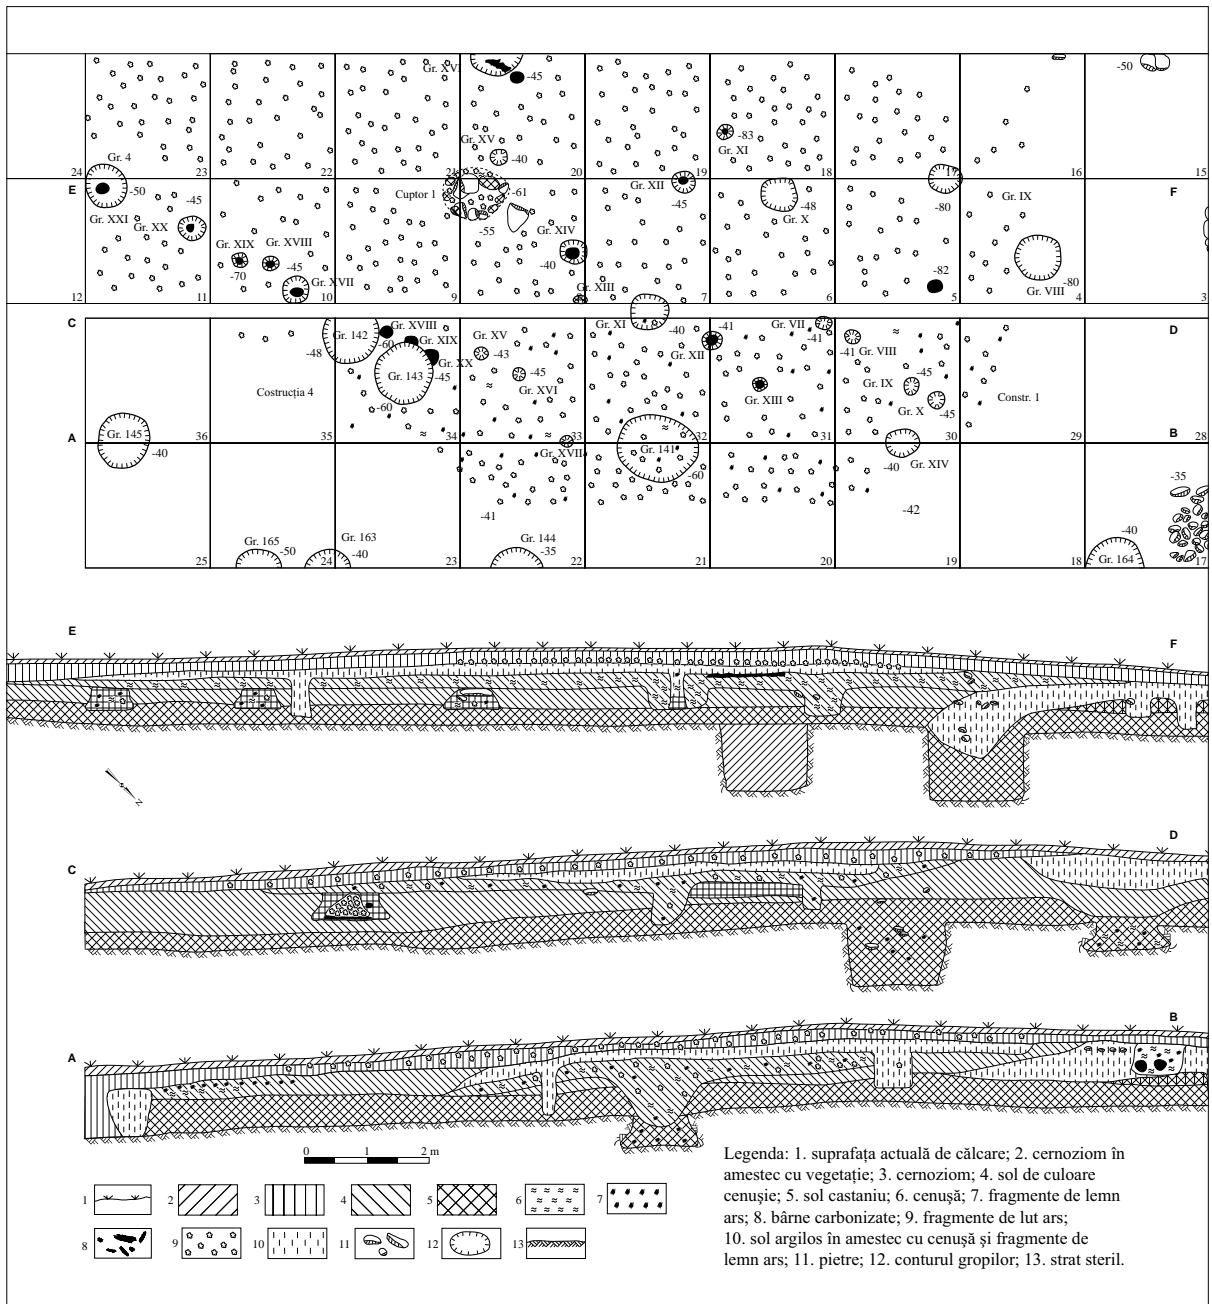 Gr. XVI
-45
-50
Gr. XV
-40
-83
Gr. XI
Gr. 4
24
23
22
21
20
19
18
17
16
15
E
-50
-45
Cuptor 1
-61
Gr. XII
-45
-48
Gr. X
-80
Gr. IX
F
Gr. XXI
Gr. XX
Gr. XIX
Gr. XVIII
-70
-45
Gr. XVII
-55
Gr. XIV
-40
Gr. XIII
-82
-80
Gr. VIII
12
11
10
9
7
6
5
4
3
C
Gr. 142
Gr. XVIII
-60
Gr. XIX
Gr. XX
-48
Gr. 143
-45
-60
Gr. XV
-43
-45
Gr. XVI
Gr. XI
-40
-41
Gr. XII
Gr. VII
-41
Gr. XIII
-41
Gr. VIII
-45
Gr. IX
Gr. X
-45
D
Costrucția 4
Constr. 1
A
Gr. 145
-40
36
35
34
33
Gr. XVII
32
Gr. 141
-60
31
30
-40
Gr. XIV
29
B
28
-35
-41
-42
Gr. 165
-50
Gr. 163
-40
Gr. 144
-35
-40
Gr. 164
25
24
23
22
21
20
19
18
17
E
F
N
C
D
A
B
0 1 2 m
1
2
3
4
5
6
7
8
9
10
11
12
13
Legenda: 1. suprafața actuală de călcare; 2. cernoziom în
amestec cu vegetație; 3. cernoziom; 4. sol de culoare
cenușie; 5. sol castaniu; 6. cenușă; 7. fragmente de lemn
ars; 8. bârne carbonizate; 9. fragmente de lut ars;
10. sol argilos în amestec cu cenușă și fragmente de
lemn ars; 11. pietre; 12. conturul gropilor; 13. strat steril.